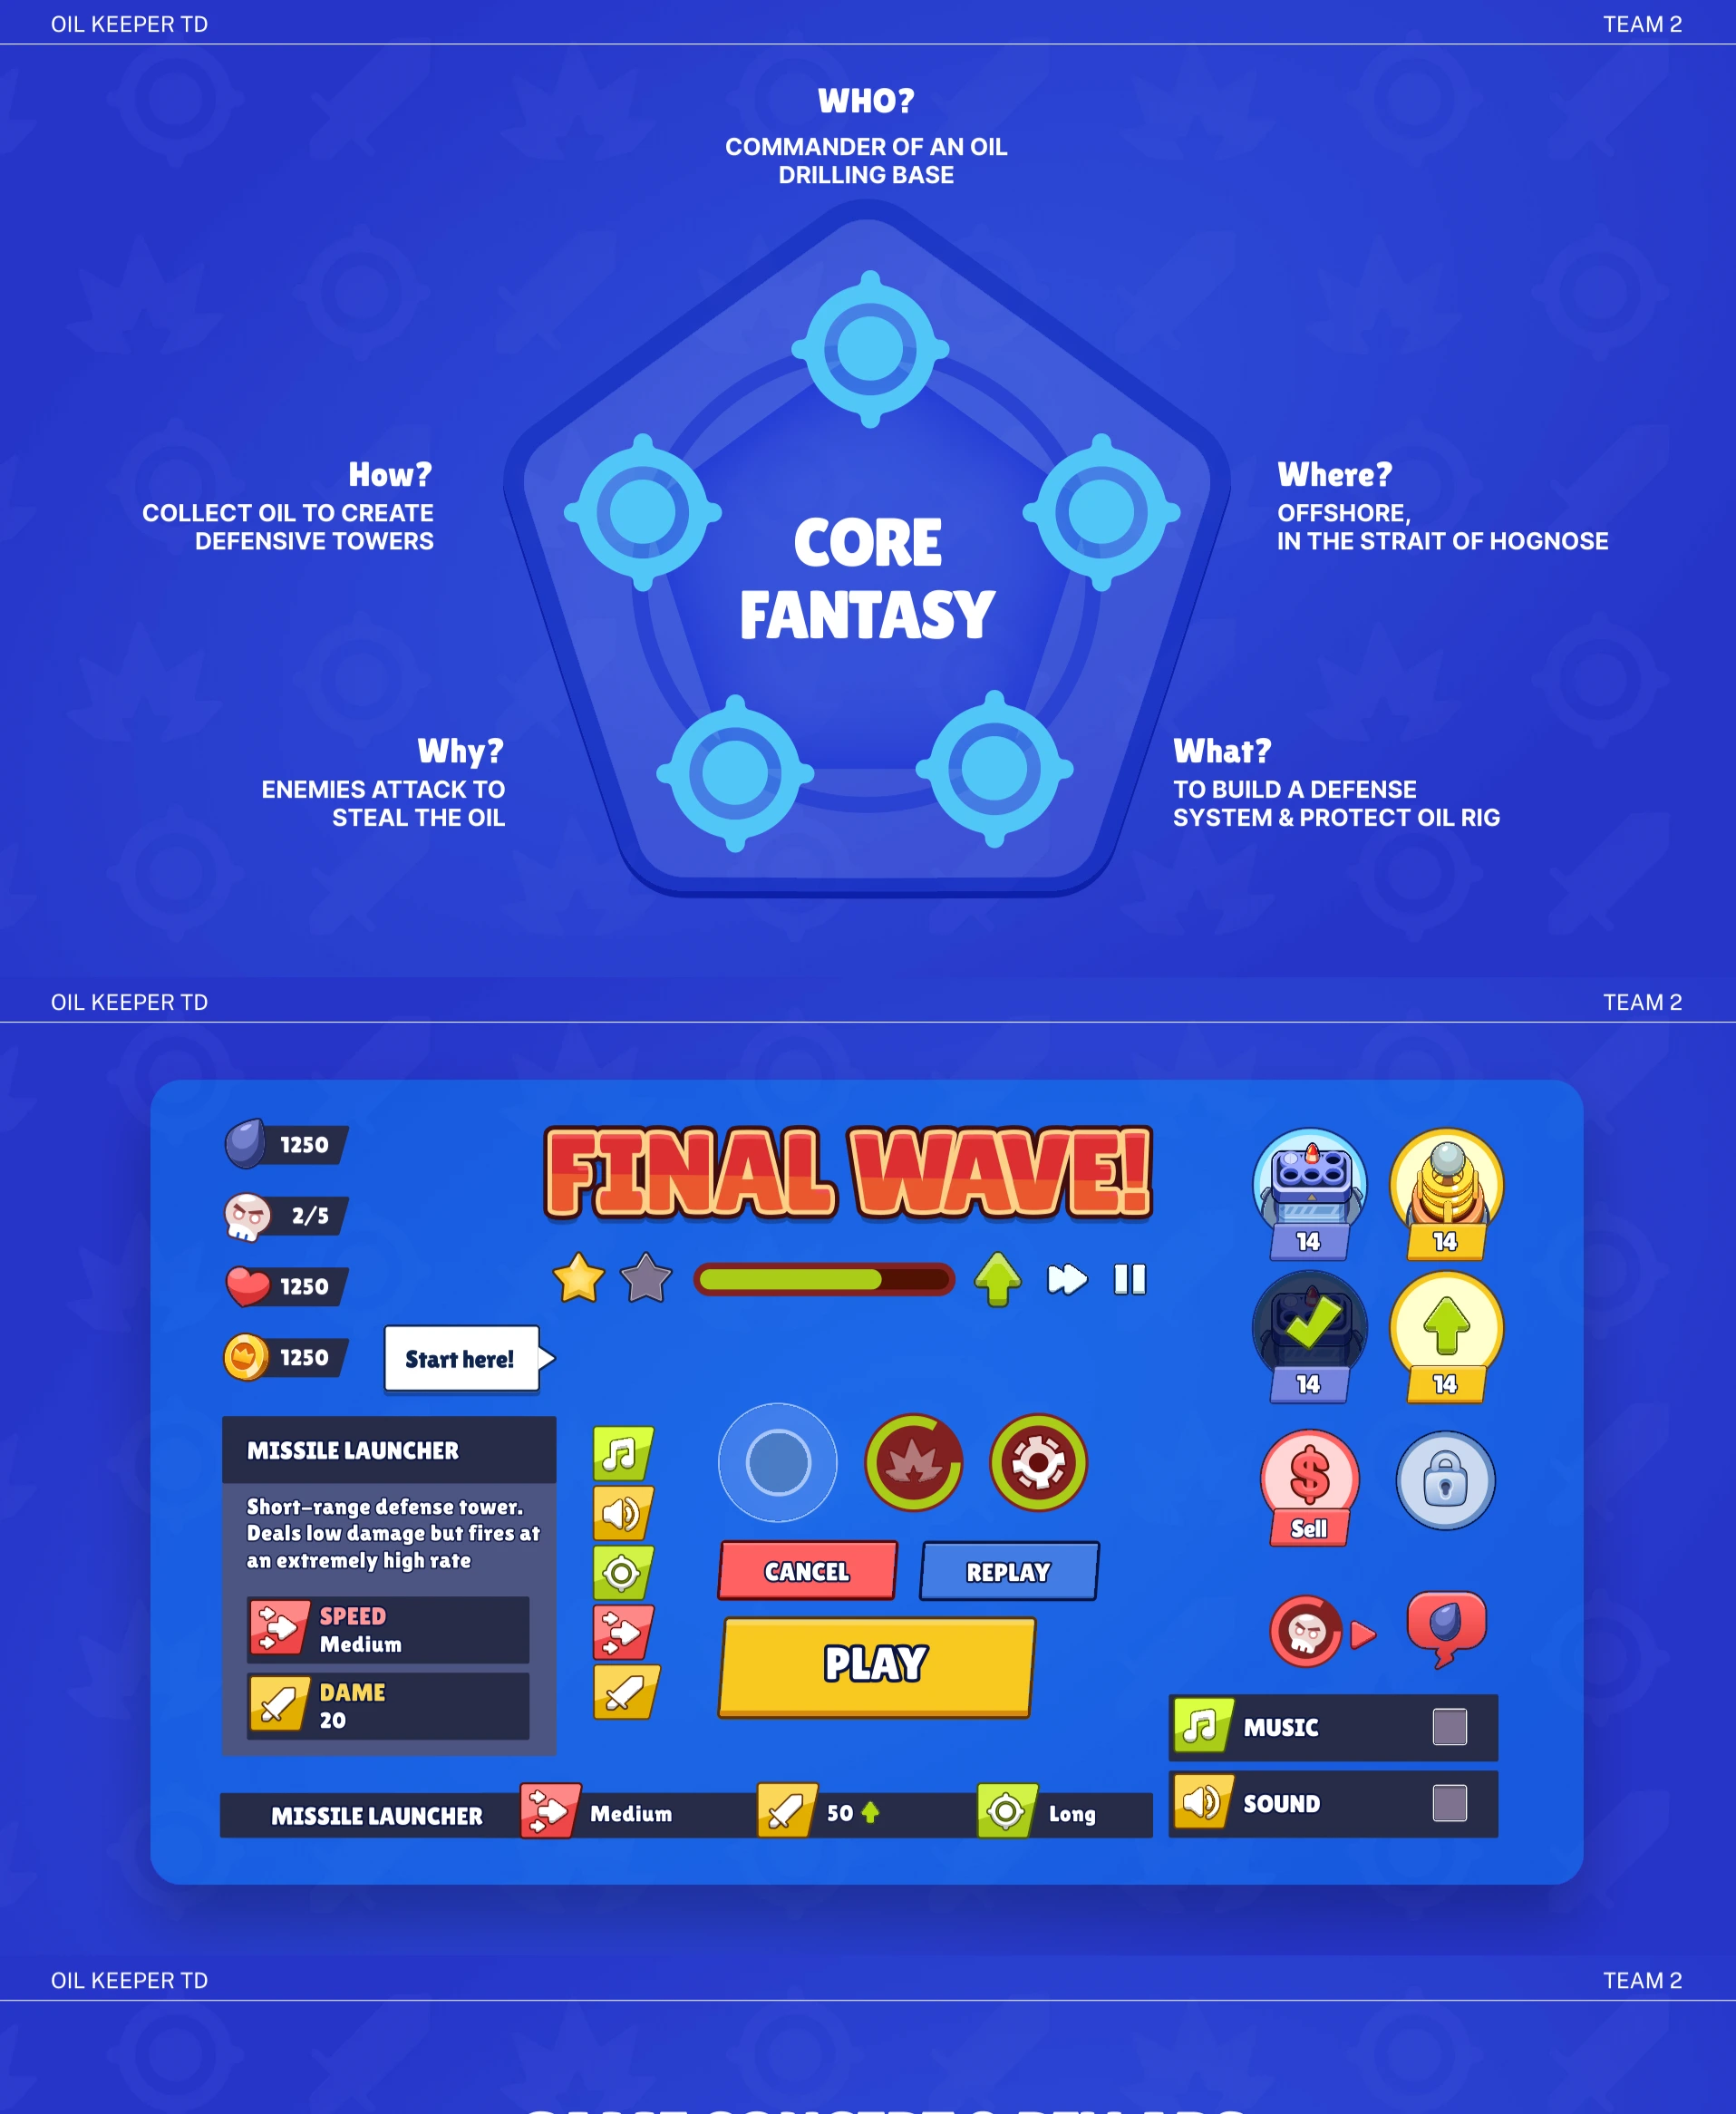 OIL KEEPER TD
TEAM 2
WHO?
COMMANDER OF AN OIL
DRILLING BASE
How?
COLLECT OIL TO CREATE
DEFENSIVE TOWERS
Where?
OFFSHORE,
IN THE STRAIT OF HOGNOSE
CORE
FANTASY
Why?
ENEMIES ATTACK TO
STEAL THE OIL
What?
TO BUILD A DEFENSE
SYSTEM & PROTECT OIL RIG
OIL KEEPER TD
TEAM 2
1250
2/5
1250
1250
FINAL WAVE!
Start here!
14
14
14
14
Sell
MISSILE LAUNCHER
Short-range defense tower.
Deals low damage but fires at
an extremely high rate
SPEED
Medium
DAME
20
CANCEL
REPLAY
PLAY
MUSIC
SOUND
MISSILE LAUNCHER
Medium
50
Long
OIL KEEPER TD
TEAM 2